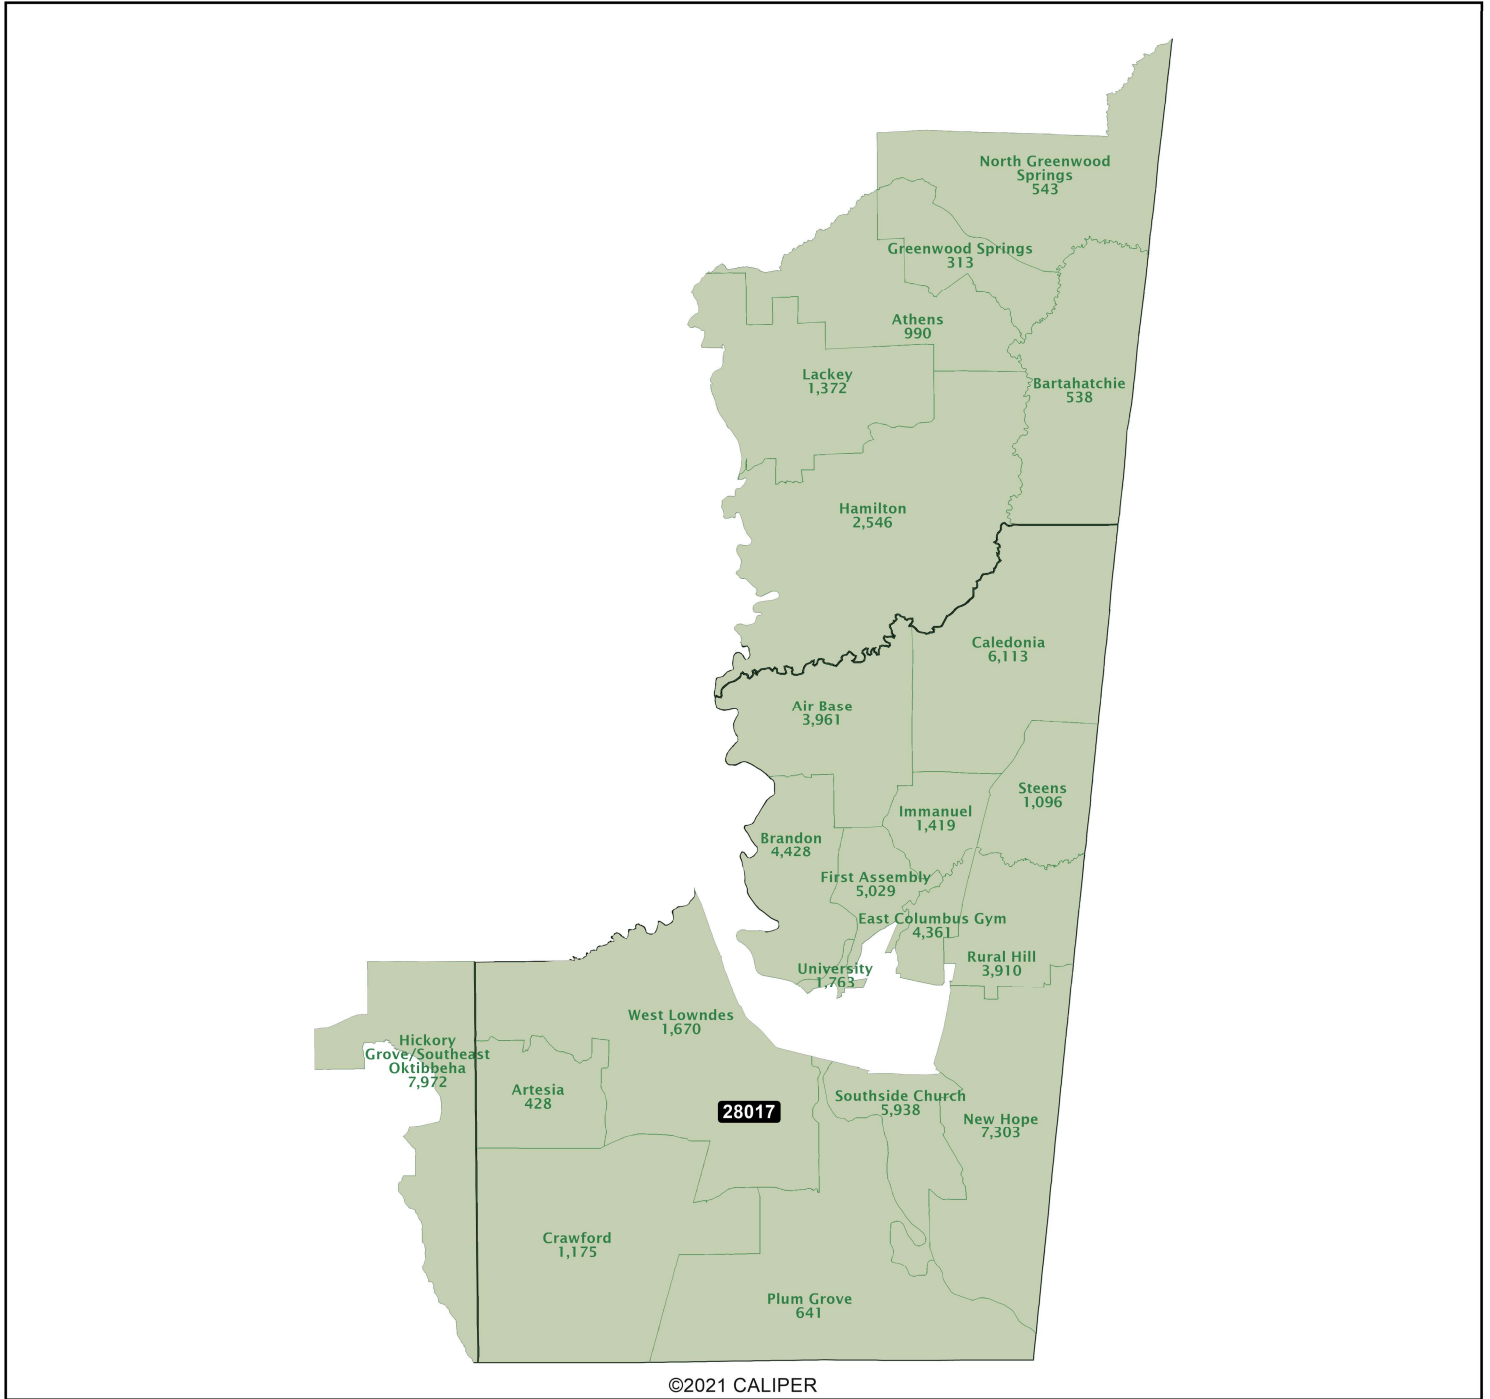 North Greenwood
Springs
543
Greenwood Springs
313
Athens
990
Lackey
1,372
Bartahatchie
538
Hamilton
2,546
Caledonia
6,113
Air Base
3,961
Steens
1,096
Immanuel
1,419
Brandon
4,428
First Assembly
5,029
East Columbus Gym
4,361
Rural Hill
3,910
University
1,763
West Lowndes
1,670
Hickory
Grove/Southeast
Oktibbeha
7,972
Artesia
428
28017
Southside Church
5,938
New Hope
7,303
Crawford
1,175
Plum Grove
641
©2021 CALIPER